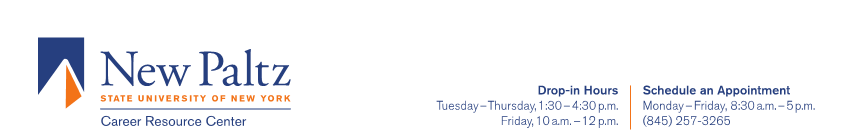 New Paltz
STATE UNIVERSITY OF NEW YORK
Career Resource Center
Drop-in Hours
Tuesday – Thursday, 1:30 – 4:30 p.m.
Friday, 10 a.m. – 12 p.m.
Schedule an Appointment
Monday – Friday, 8:30 a.m. – 5 p.m.
(845) 257-3265